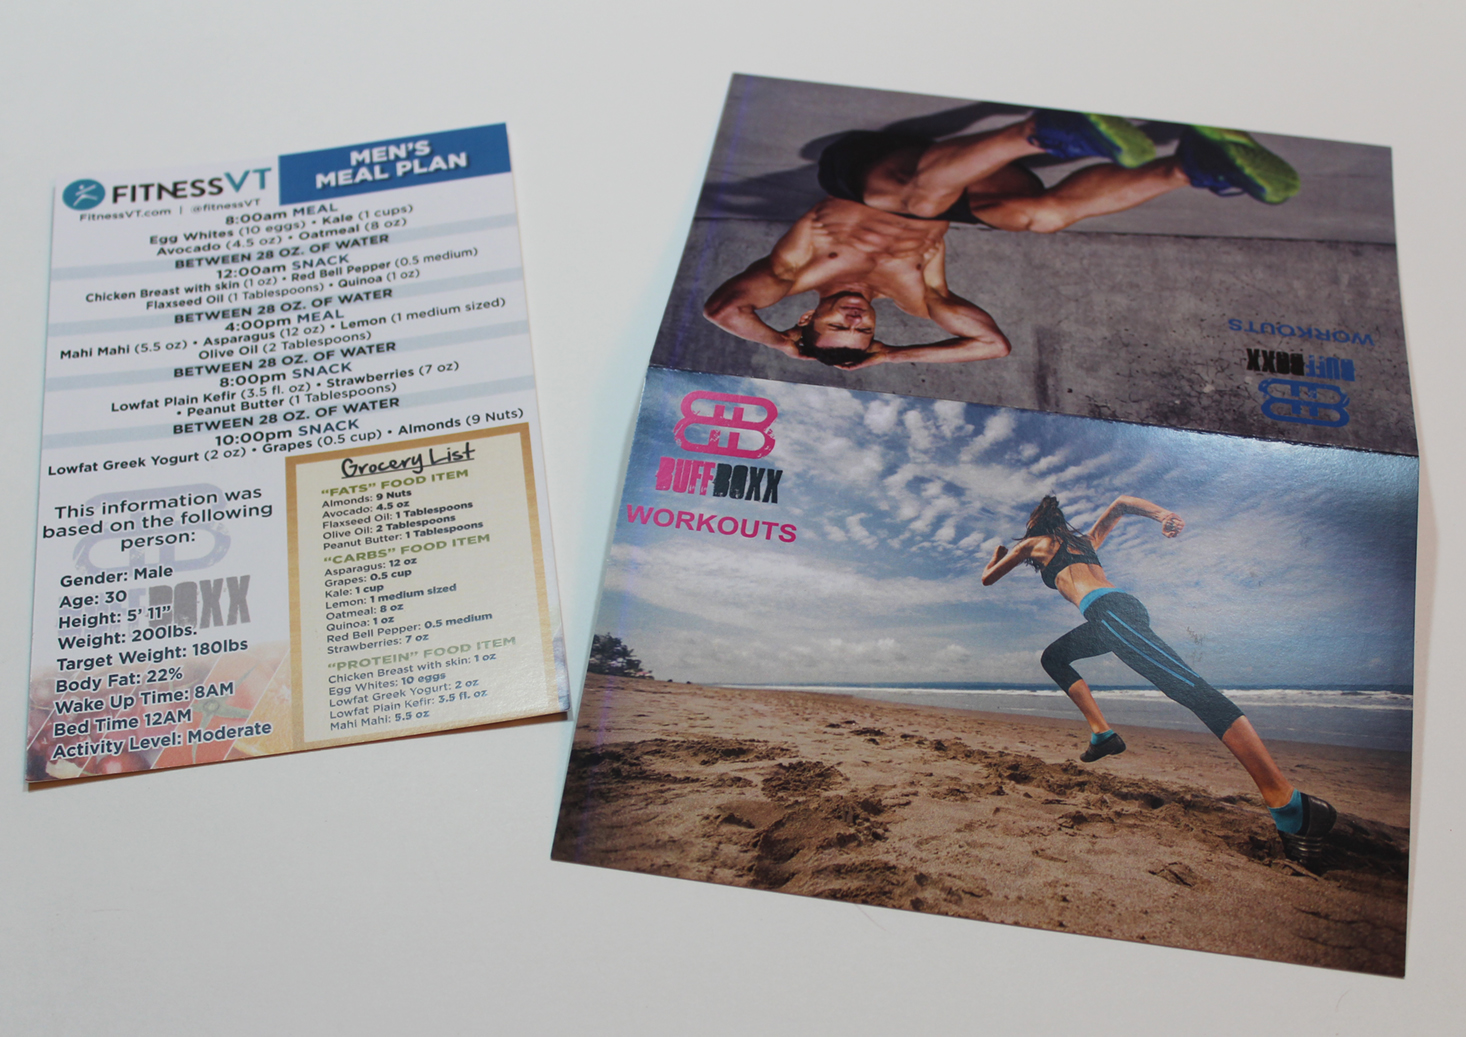 FITNESSVT
FitnessVT.com | @fitnessVT
MEN'S
MEAL PLAN
8:00am MEAL
Egg Whites (10 eggs) • Kale (1 cups)
Avocado (4.5 oz) • Oatmeal (8 oz)
BETWEEN 28 OZ. OF WATER
12:00am SNACK
Chicken Breast with skin (1 oz) • Red Bell Pepper (0.5 medium)
Flaxseed Oil (1 Tablespoons) • Quinoa (1 oz)
BETWEEN 28 OZ. OF WATER
4:00pm MEAL
Mahi Mahi (5.5 oz) • Asparagus (12 oz) • Lemon (1 medium sized)
Olive Oil (2 Tablespoons)
BETWEEN 28 OZ. OF WATER
8:00pm SNACK
Lowfat Plain Kefir (3.5 fl. oz) • Strawberries (7 oz)
• Peanut Butter (1 Tablespoons)
BETWEEN 28 OZ. OF WATER
10:00pm SNACK
Lowfat Greek Yogurt (2 oz) • Grapes (0.5 cup) • Almonds (9 Nuts)
This information was
based on the following
person:
Gender: Male
Age: 30
Height: 5' 11"
Weight: 200lbs.
Target Weight: 180lbs
Body Fat: 22%
Wake Up Time: 8AM
Bed Time 12AM
Activity Level: Moderate
BUFFBOXX
Grocery List
"FATS" FOOD ITEM
Almonds: 9 Nuts
Avocado: 4.5 oz
Flaxseed Oil: 1 Tablespoons
Olive Oil: 2 Tablespoons
Peanut Butter: 1 Tablespoons
"CARBS" FOOD ITEM
Asparagus: 12 oz
Grapes: 0.5 cup
Kale: 1 cup
Lemon: 1 medium sized
Oatmeal: 8 oz
Quinoa: 1 oz
Red Bell Pepper: 0.5 medium
Strawberries: 7 oz
"PROTEIN" FOOD ITEM
Chicken Breast with skin: 1 oz
Egg Whites: 10 eggs
Lowfat Greek Yogurt: 2 oz
Lowfat Plain Kefir: 3.5 fl. oz
Mahi Mahi: 5.5 oz
BUFFBOXX
WORKOUTS
BUFFBOXX
WORKOUTS